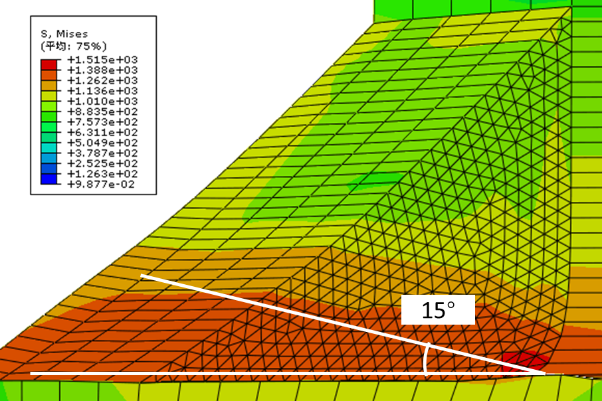 S, Mises
(平均: 75%)
+1.515e+03
+1.388e+03
+1.262e+03
+1.136e+03
+1.010e+03
+8.835e+02
+7.573e+02
+6.311e+02
+5.049e+02
+3.787e+02
+2.525e+02
+1.263e+02
+9.877e-02
15°